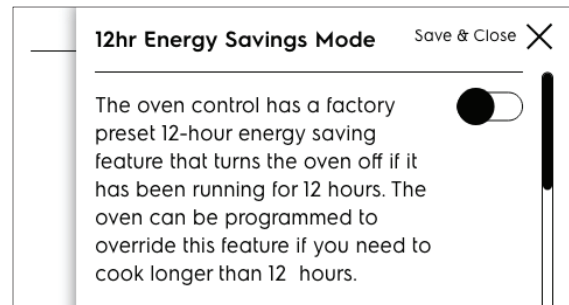 12hr Energy Savings Mode Save & Close
The oven control has a factory
preset 12-hour energy saving
feature that turns the oven off if it
has been running for 12 hours. The
oven can be programmed to
override this feature if you need to
cook longer than 12  hours.